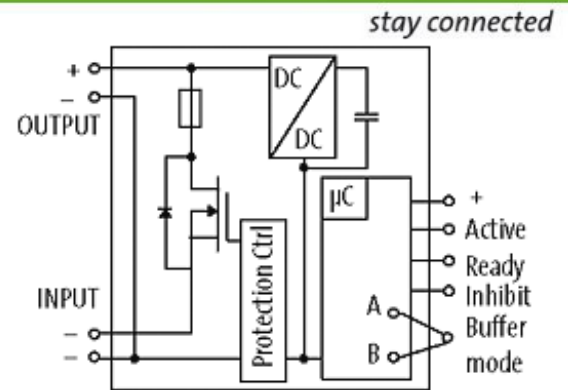 stay connected
+
−
OUTPUT
DC
DC
µC
+
Active
Ready
Inhibit
Buffer
mode
A
B
Protection Ctrl
INPUT
−
−